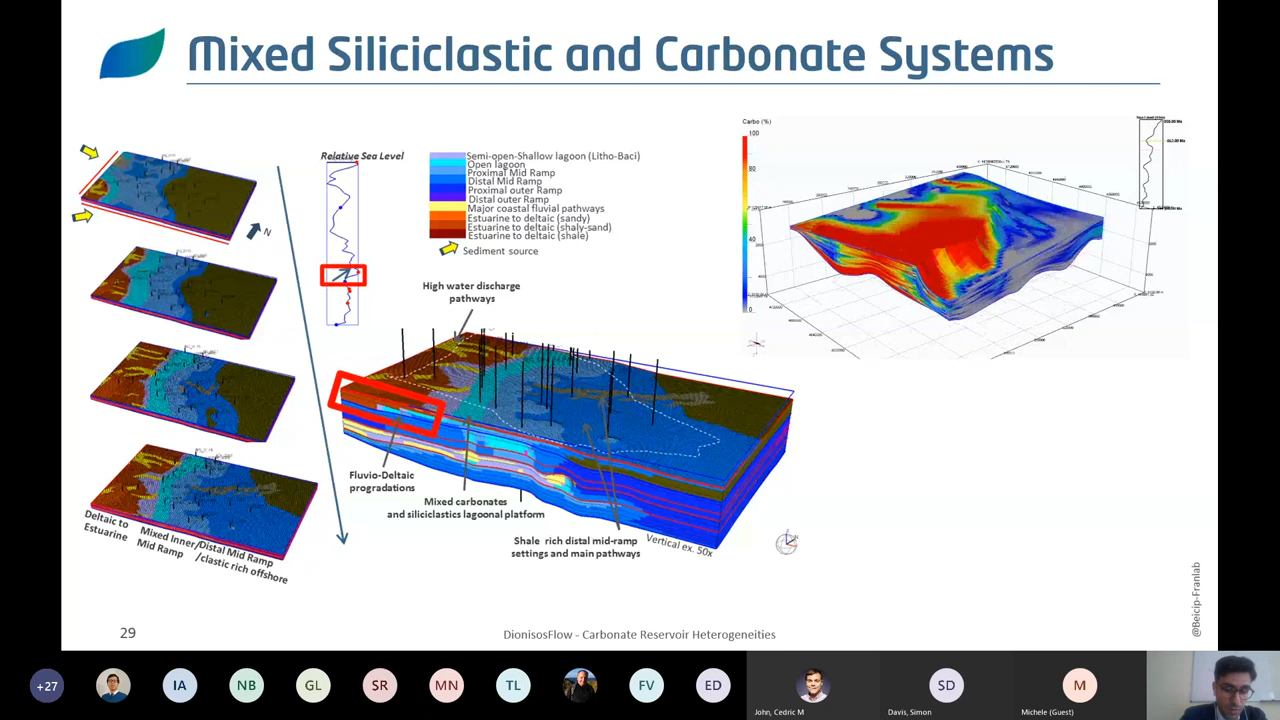 Mixed Siliciclastic and Carbonate Systems
N
Relative Sea Level
Semi-open-Shallow lagoon (Litho-Baci)
Open lagoon
Proximal Mid Ramp
Distal Mid Ramp
Proximal outer Ramp
Distal outer Ramp
Major coastal fluvial pathways
Estuarine to deltaic (sandy)
Estuarine to deltaic (shaly-sand)
Estuarine to deltaic (shale)
Sediment source
High water discharge
pathways
Fluvio-Deltaic
progradations
Mixed carbonates
and siliciclastics lagoonal platform
Shale rich distal mid-ramp
settings and main pathways
Vertical ex. 50x
Deltaic to
Estuarine
Mixed Inner/
Mid Ramp
Distal Mid Ramp
/clastic rich offshore
Carbo (%)
100
80
40
0
@Beicip-Franlab
29
DionisosFlow - Carbonate Reservoir Heterogeneities
+27
IA
NB
GL
SR
MN
TL
FV
ED
John, Cedric M
SD
Davis, Simon
M
Michele (Guest)